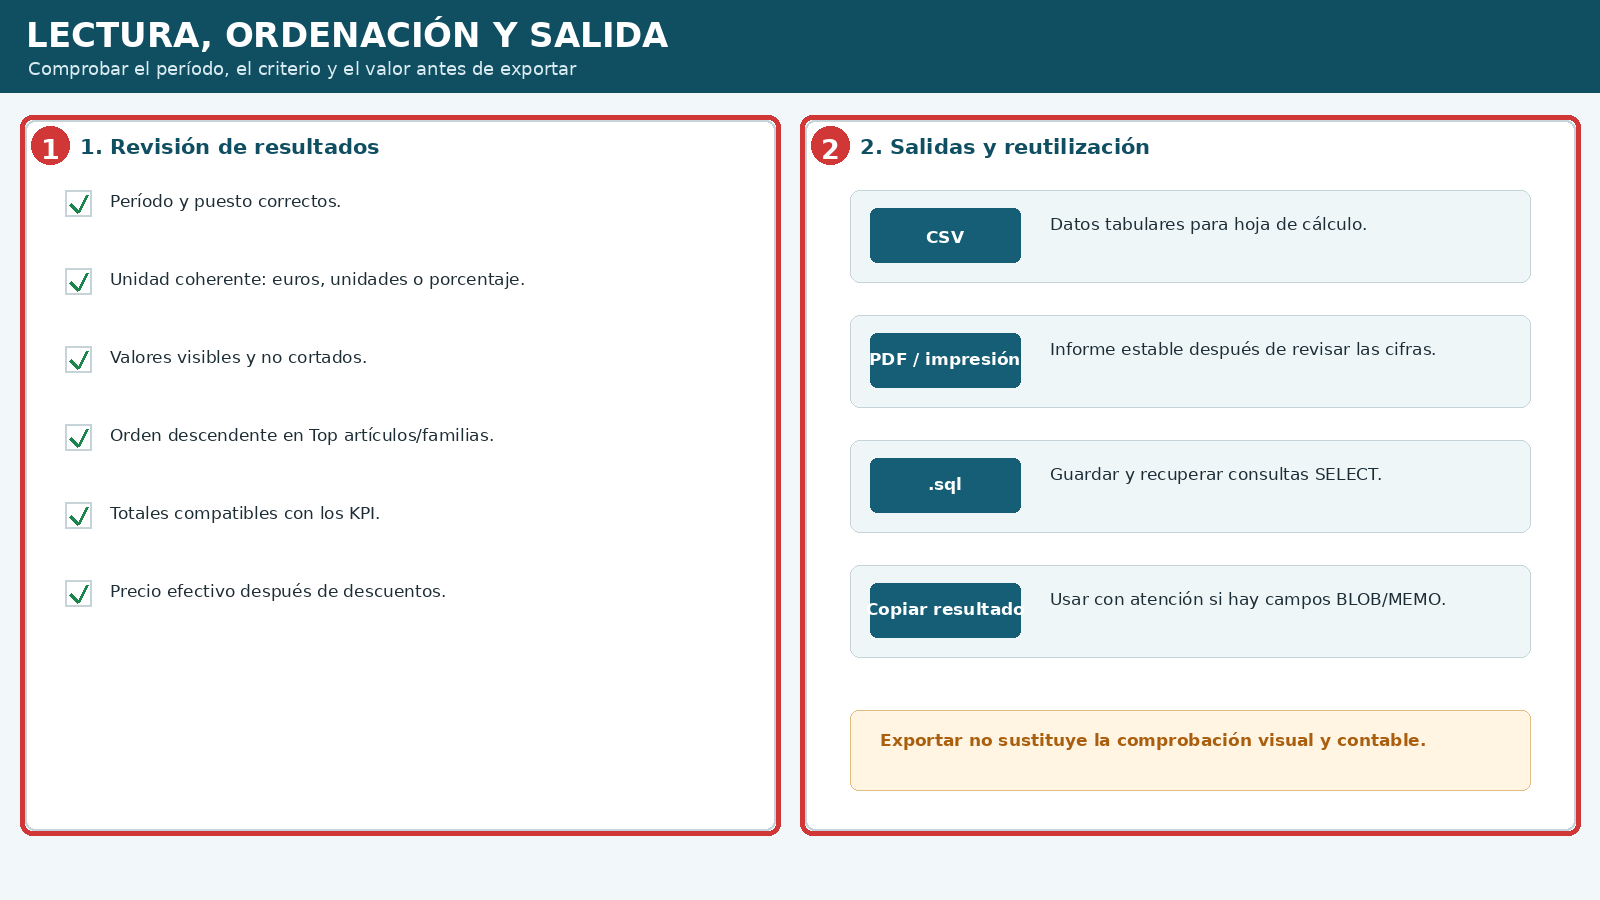 LECTURA, ORDENACIÓN Y SALIDA
Comprobar el período, el criterio y el valor antes de exportar
1
1. Revisión de resultados
Período y puesto correctos.
Unidad coherente: euros, unidades o porcentaje.
Valores visibles y no cortados.
Orden descendente en Top artículos/familias.
Totales compatibles con los KPI.
Precio efectivo después de descuentos.
2
2. Salidas y reutilización
CSV
Datos tabulares para hoja de cálculo.
PDF / impresión
Informe estable después de revisar las cifras.
.sql
Guardar y recuperar consultas SELECT.
Copiar resultado
Usar con atención si hay campos BLOB/MEMO.
Exportar no sustituye la comprobación visual y contable.